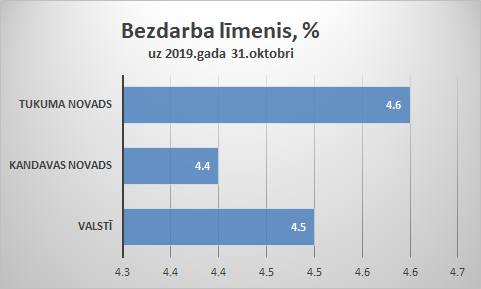 Bezdarba līmenis, %
uz 2019.gada 31.oktobri
TUKUMA NOVADS
4.6
KANDAVAS NOVADS
4.4
VALSTĪ
4.5
4.3 4.4 4.4 4.5 4.5 4.6 4.6 4.7